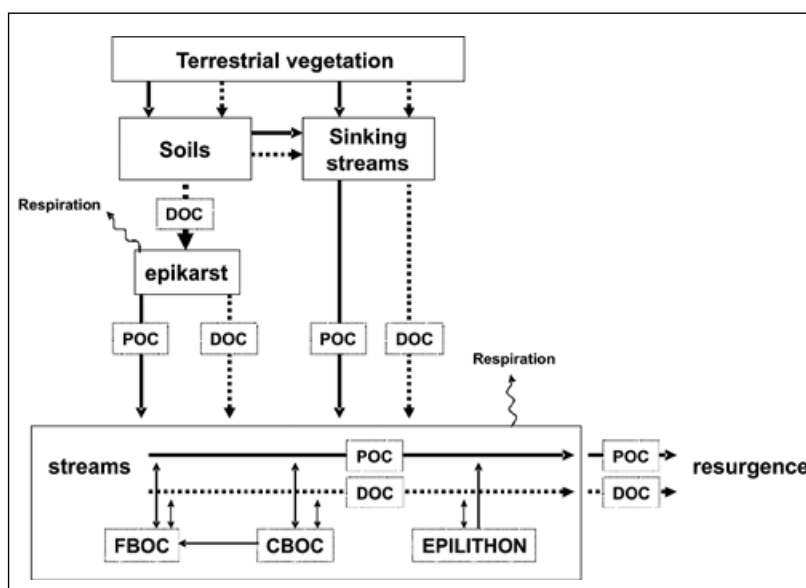 Terrestrial vegetation
Soils
Sinking
streams
Respiration
DOC
epikarst
POC
DOC
POC
DOC
Respiration
streams
POC
POC
resurgence
DOC
DOC
FBOC
CBOC
EPILITHON